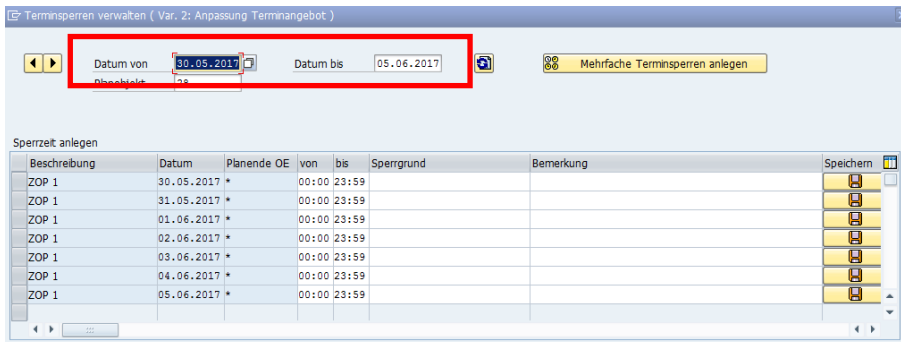 Terminsperren verwalten ( Var. 2: Anpassung Terminangebot )
Datum von 30.05.2017 Datum bis 05.06.2017 Mehrfache Terminsperren anlegen
28
Sperrzeit anlegen
Beschreibung Datum Planende OE von bis Sperrgrund Bemerkung Speichern
ZOP 1 30.05.2017 * 00:00 23:59
ZOP 1 31.05.2017 * 00:00 23:59
ZOP 1 01.06.2017 * 00:00 23:59
ZOP 1 02.06.2017 * 00:00 23:59
ZOP 1 03.06.2017 * 00:00 23:59
ZOP 1 04.06.2017 * 00:00 23:59
ZOP 1 05.06.2017 * 00:00 23:59